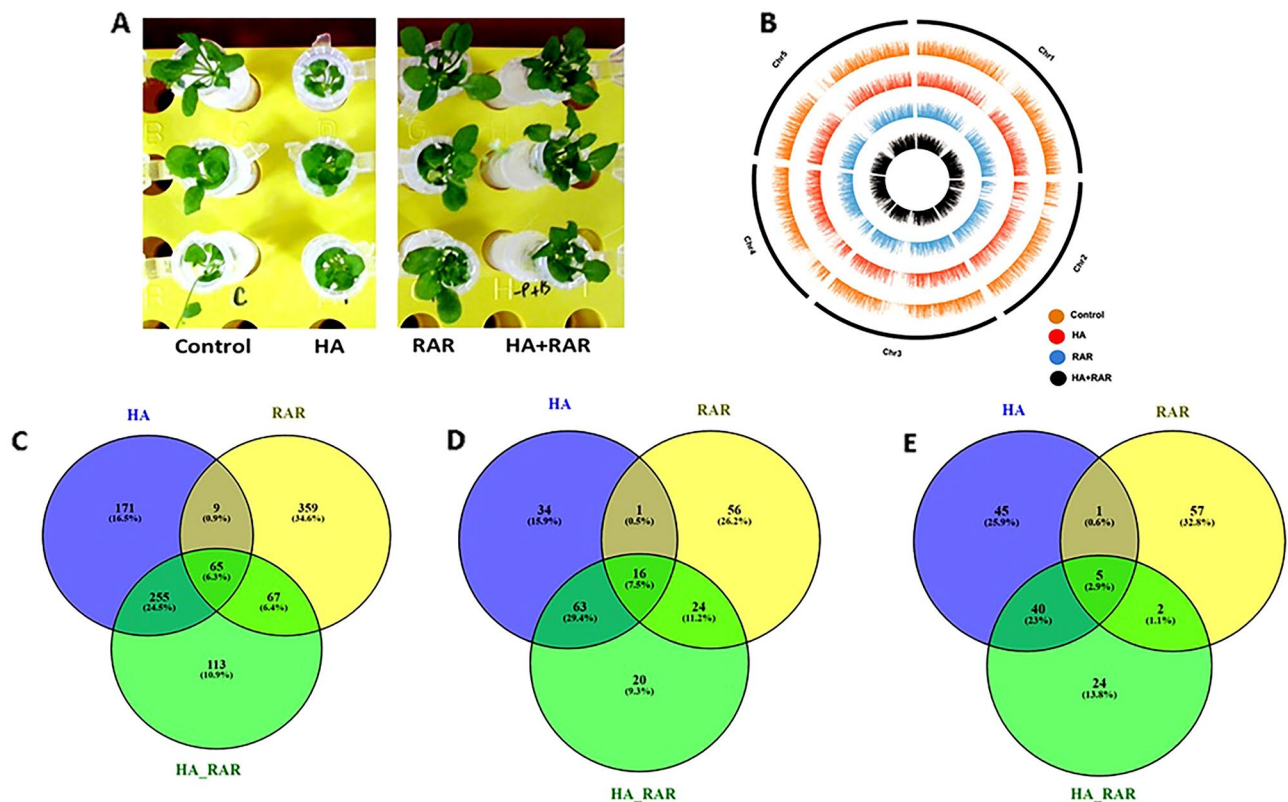 A
B
C
D
G
H
R
C
H
-P+B
I
Control
HA
RAR
HA+RAR
B
Chr5
Chr1
Chr4
Chr2
Chr3
Control
HA
RAR
HA+RAR
C
HA
RAR
171
(16.5%)
9
(0.9%)
359
(34.6%)
65
(6.3%)
255
(24.5%)
67
(6.4%)
113
(10.9%)
HA_RAR
D
HA
RAR
34
(15.9%)
1
(0.5%)
56
(26.2%)
16
(7.5%)
63
(29.4%)
24
(11.2%)
20
(9.3%)
HA_RAR
E
HA
RAR
45
(25.9%)
1
(0.6%)
57
(32.8%)
5
(2.9%)
40
(23%)
2
(1.1%)
24
(13.8%)
HA_RAR